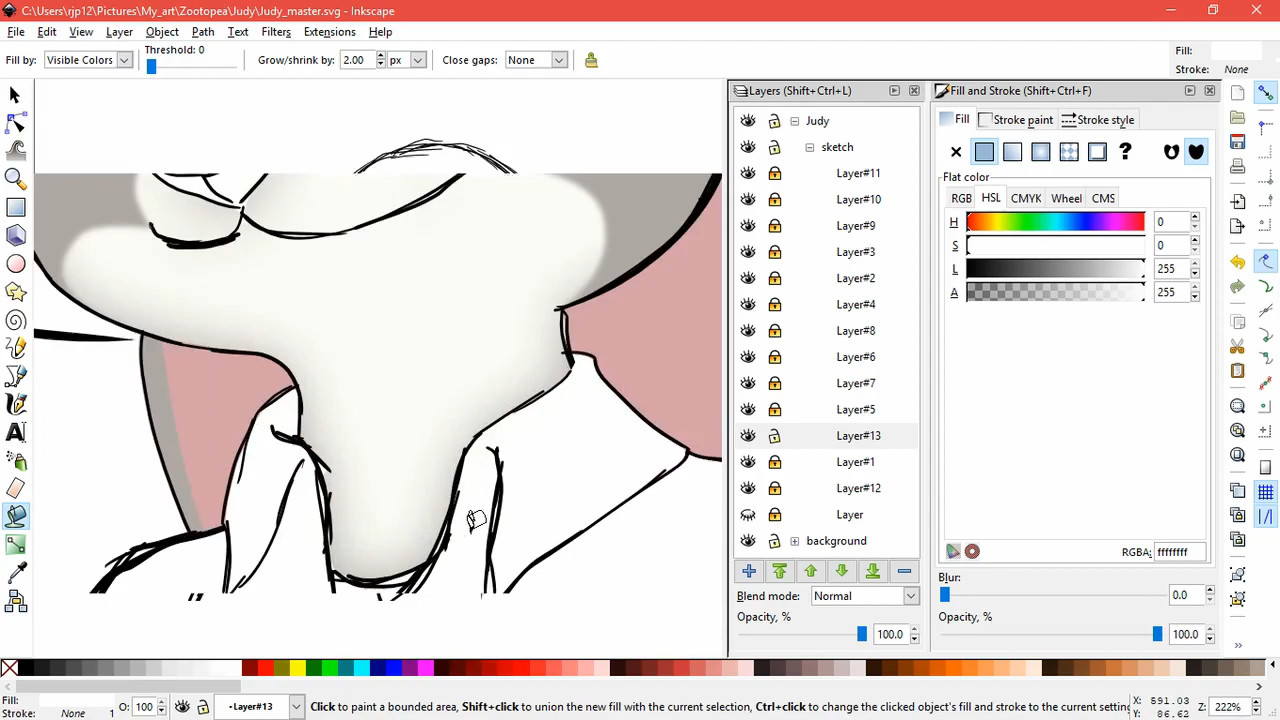 C:\Users\rjp12\Pictures\My_art\Zootopea\Judy\Judy_master.svg - Inkscape
File Edit View Layer Object Path Text Filters Extensions Help
Fill by: Visible Colors Threshold: 0 Grow/shrink by: 2.00 px Close gaps: None
Fill:
Stroke: None
Layers (Shift+Ctrl+L)
Judy
sketch
Layer#11
Layer#10
Layer#9
Layer#3
Layer#2
Layer#4
Layer#8
Layer#6
Layer#7
Layer#5
Layer#13
Layer#1
Layer#12
Layer
background
Blend mode: Normal
Opacity, %
100.0
Fill and Stroke (Shift+Ctrl+F)
Fill Stroke paint Stroke style
?
Flat color
RGB HSL CMYK Wheel CMS
H 0
S 0
L 255
A 255
RGBA: ffffffff
Blur:
0.0
Opacity, %
100.0
Fill:
Stroke: None 1 O: 100 •Layer#13 Click to paint a bounded area, Shift+click to union the new fill with the current selection, Ctrl+click to change the clicked object's fill and stroke to the current setting
X: 591.03
Y: 86.62
Z: 222%